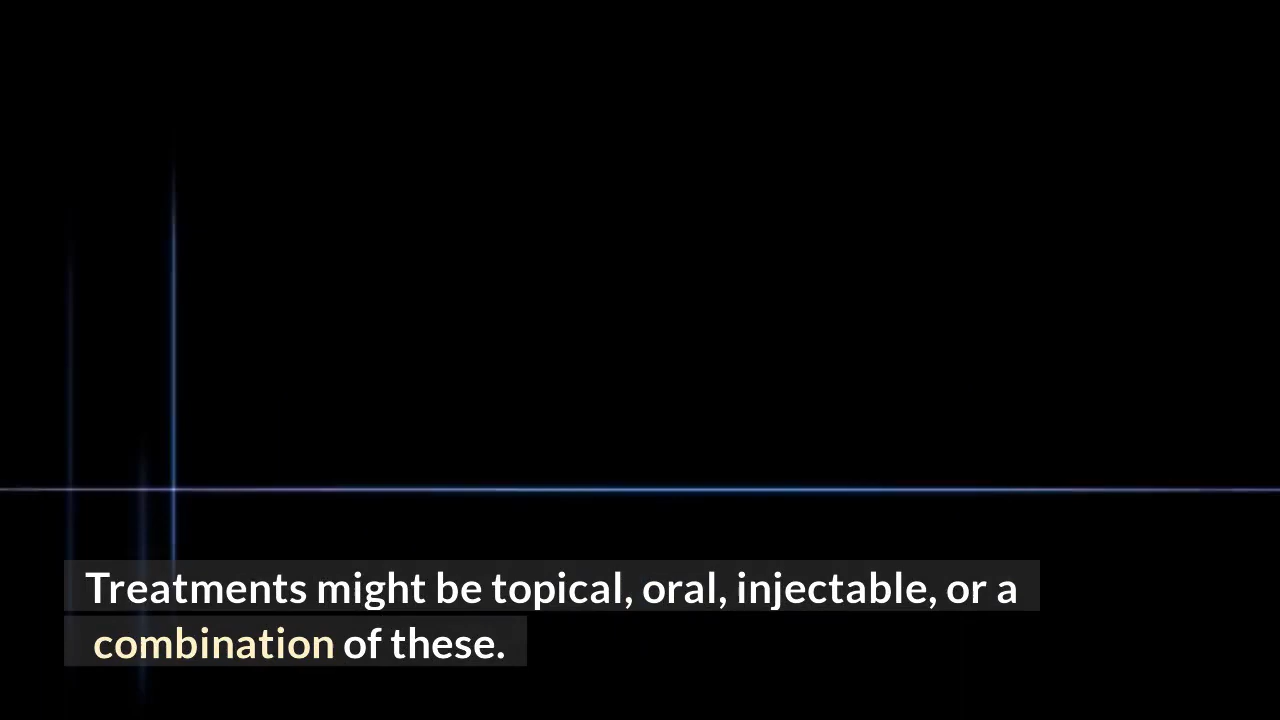 Treatments might be topical, oral, injectable, or a
combination of these.